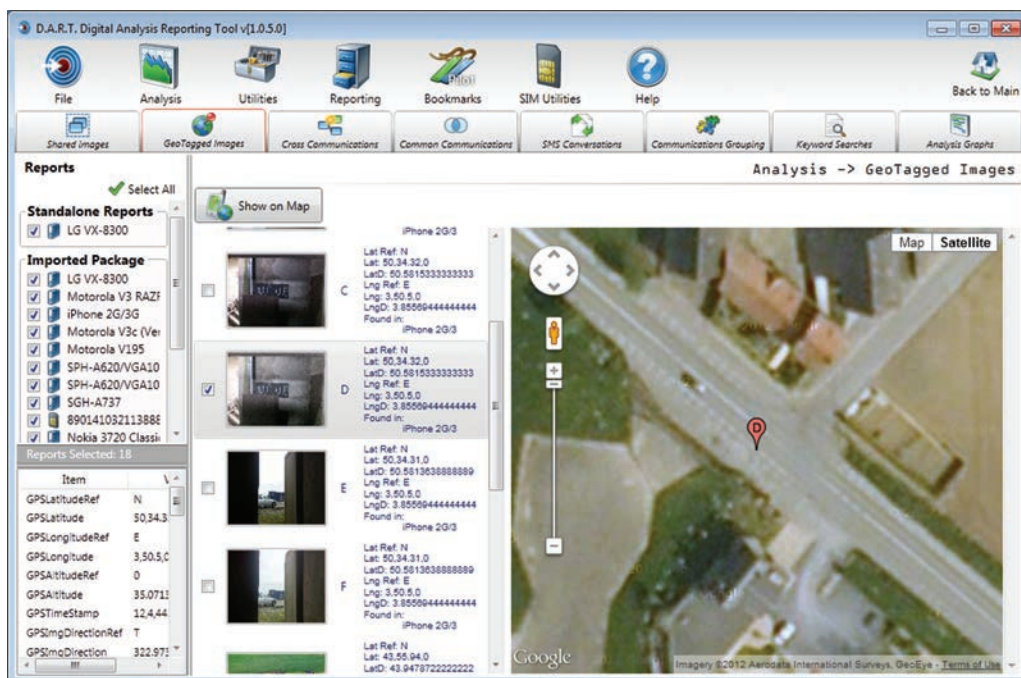 D.A.R.T. Digital Analysis Reporting Tool v[1.0.5.0]
File
Analysis
Utilities
Reporting
Bookmarks
SIM Utilities
Help
Back to Main
Shared Images
GeoTagged Images
Cross Communications
Common Communications
SMS Conversations
Communications Grouping
Keyword Searches
Analysis Graphs
Reports
Analysis -> GeoTagged Images
Select All
Standalone Reports
LG VX-8300
Imported Package
LG VX-8300
Motorola V3 RAZF
iPhone 2G/3G
Motorola V3c (Ver
Motorola V195
SPH-A620/VGA10
SPH-A620/VGA10
SGH-A737
890141032113888
Nokia 3720 Classi
Reports Selected: 18
Item
GPSLatitudeRef N
GPSLatitude 50,34.3
GPSLongitudeRef E
GPSLongitude 3,50.5,0
GPSAltitudeRef 0
GPSAltitude 35.0713
GPSTimeStamp 12,4,44.
GPSImgDirectionRef T
GPSImgDirection 322.973
Show on Map
iPhone 2G/3
C
Lat Ref: N
Lat: 50,34.32,0
LatD: 50.5815333333333
Lng Ref: E
Lng: 3,50.5,0
LngD: 3.85569444444444
Found in:
iPhone 2G/3
D
Lat Ref: N
Lat: 50,34.32,0
LatD: 50.5815333333333
Lng Ref: E
Lng: 3,50.5,0
LngD: 3.85569444444444
Found in:
iPhone 2G/3
E
Lat Ref: N
Lat: 50,34.31,0
LatD: 50.5813638888889
Lng Ref: E
Lng: 3,50.5,0
LngD: 3.85569444444444
Found in:
iPhone 2G/3
F
Lat Ref: N
Lat: 50,34.31,0
LatD: 50.5813638888889
Lng Ref: E
Lng: 3,50.5,0
LngD: 3.85569444444444
Found in:
iPhone 2G/3
Lat Ref: N
Lat: 43,55.94,0
LatD: 43.9478722222222
Map
Satellite
D
Google
Imagery ©2012 Aerodata International Surveys, GeoEye - Terms of Use